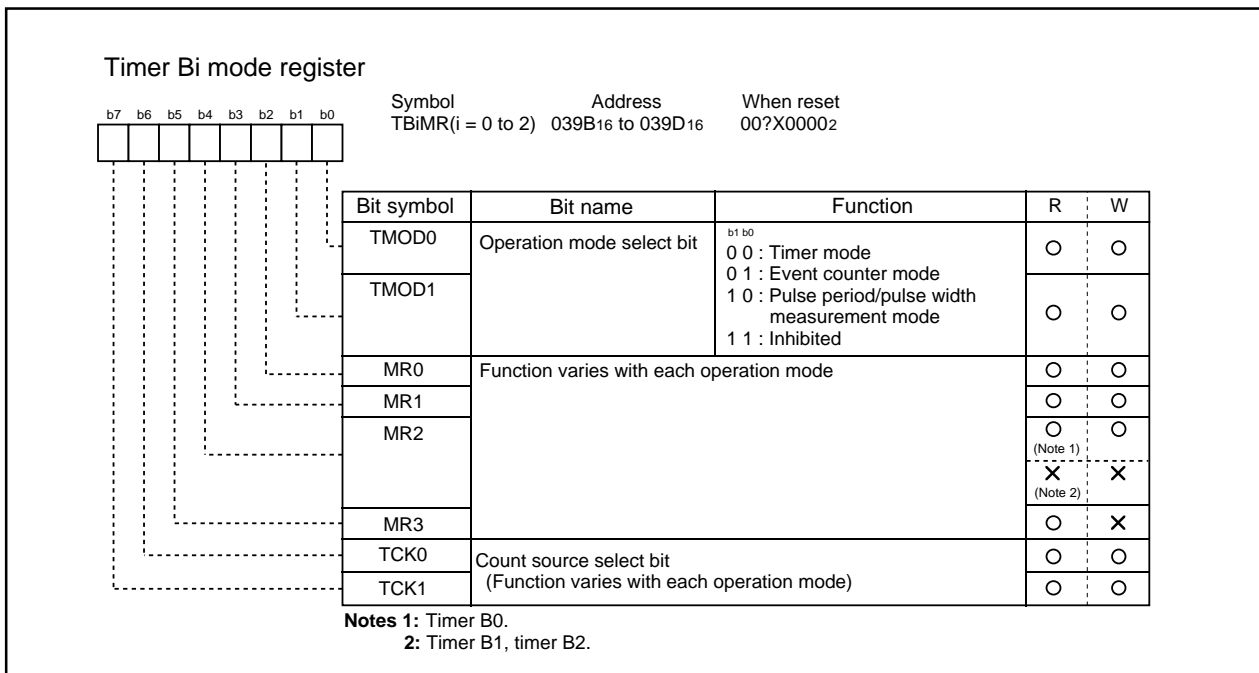 Timer Bi mode register
Symbol Address When reset
b7 b6 b5 b4 b3 b2 b1 b0
TBiMR(i = 0 to 2) 039B16 to 039D16 00?X00002
Bit symbol Bit name Function R W
TMOD0 Operation mode select bit
b1 b0
0 0 : Timer mode
0 1 : Event counter mode
TMOD1
1 0 : Pulse period/pulse width
measurement mode
1 1 : Inhibited
MR0 Function varies with each operation mode
MR1
MR2
(Note 1)
(Note 2)
MR3
TCK0 Count source select bit
(Function varies with each operation mode)
TCK1
Notes 1: Timer B0.
2: Timer B1, timer B2.